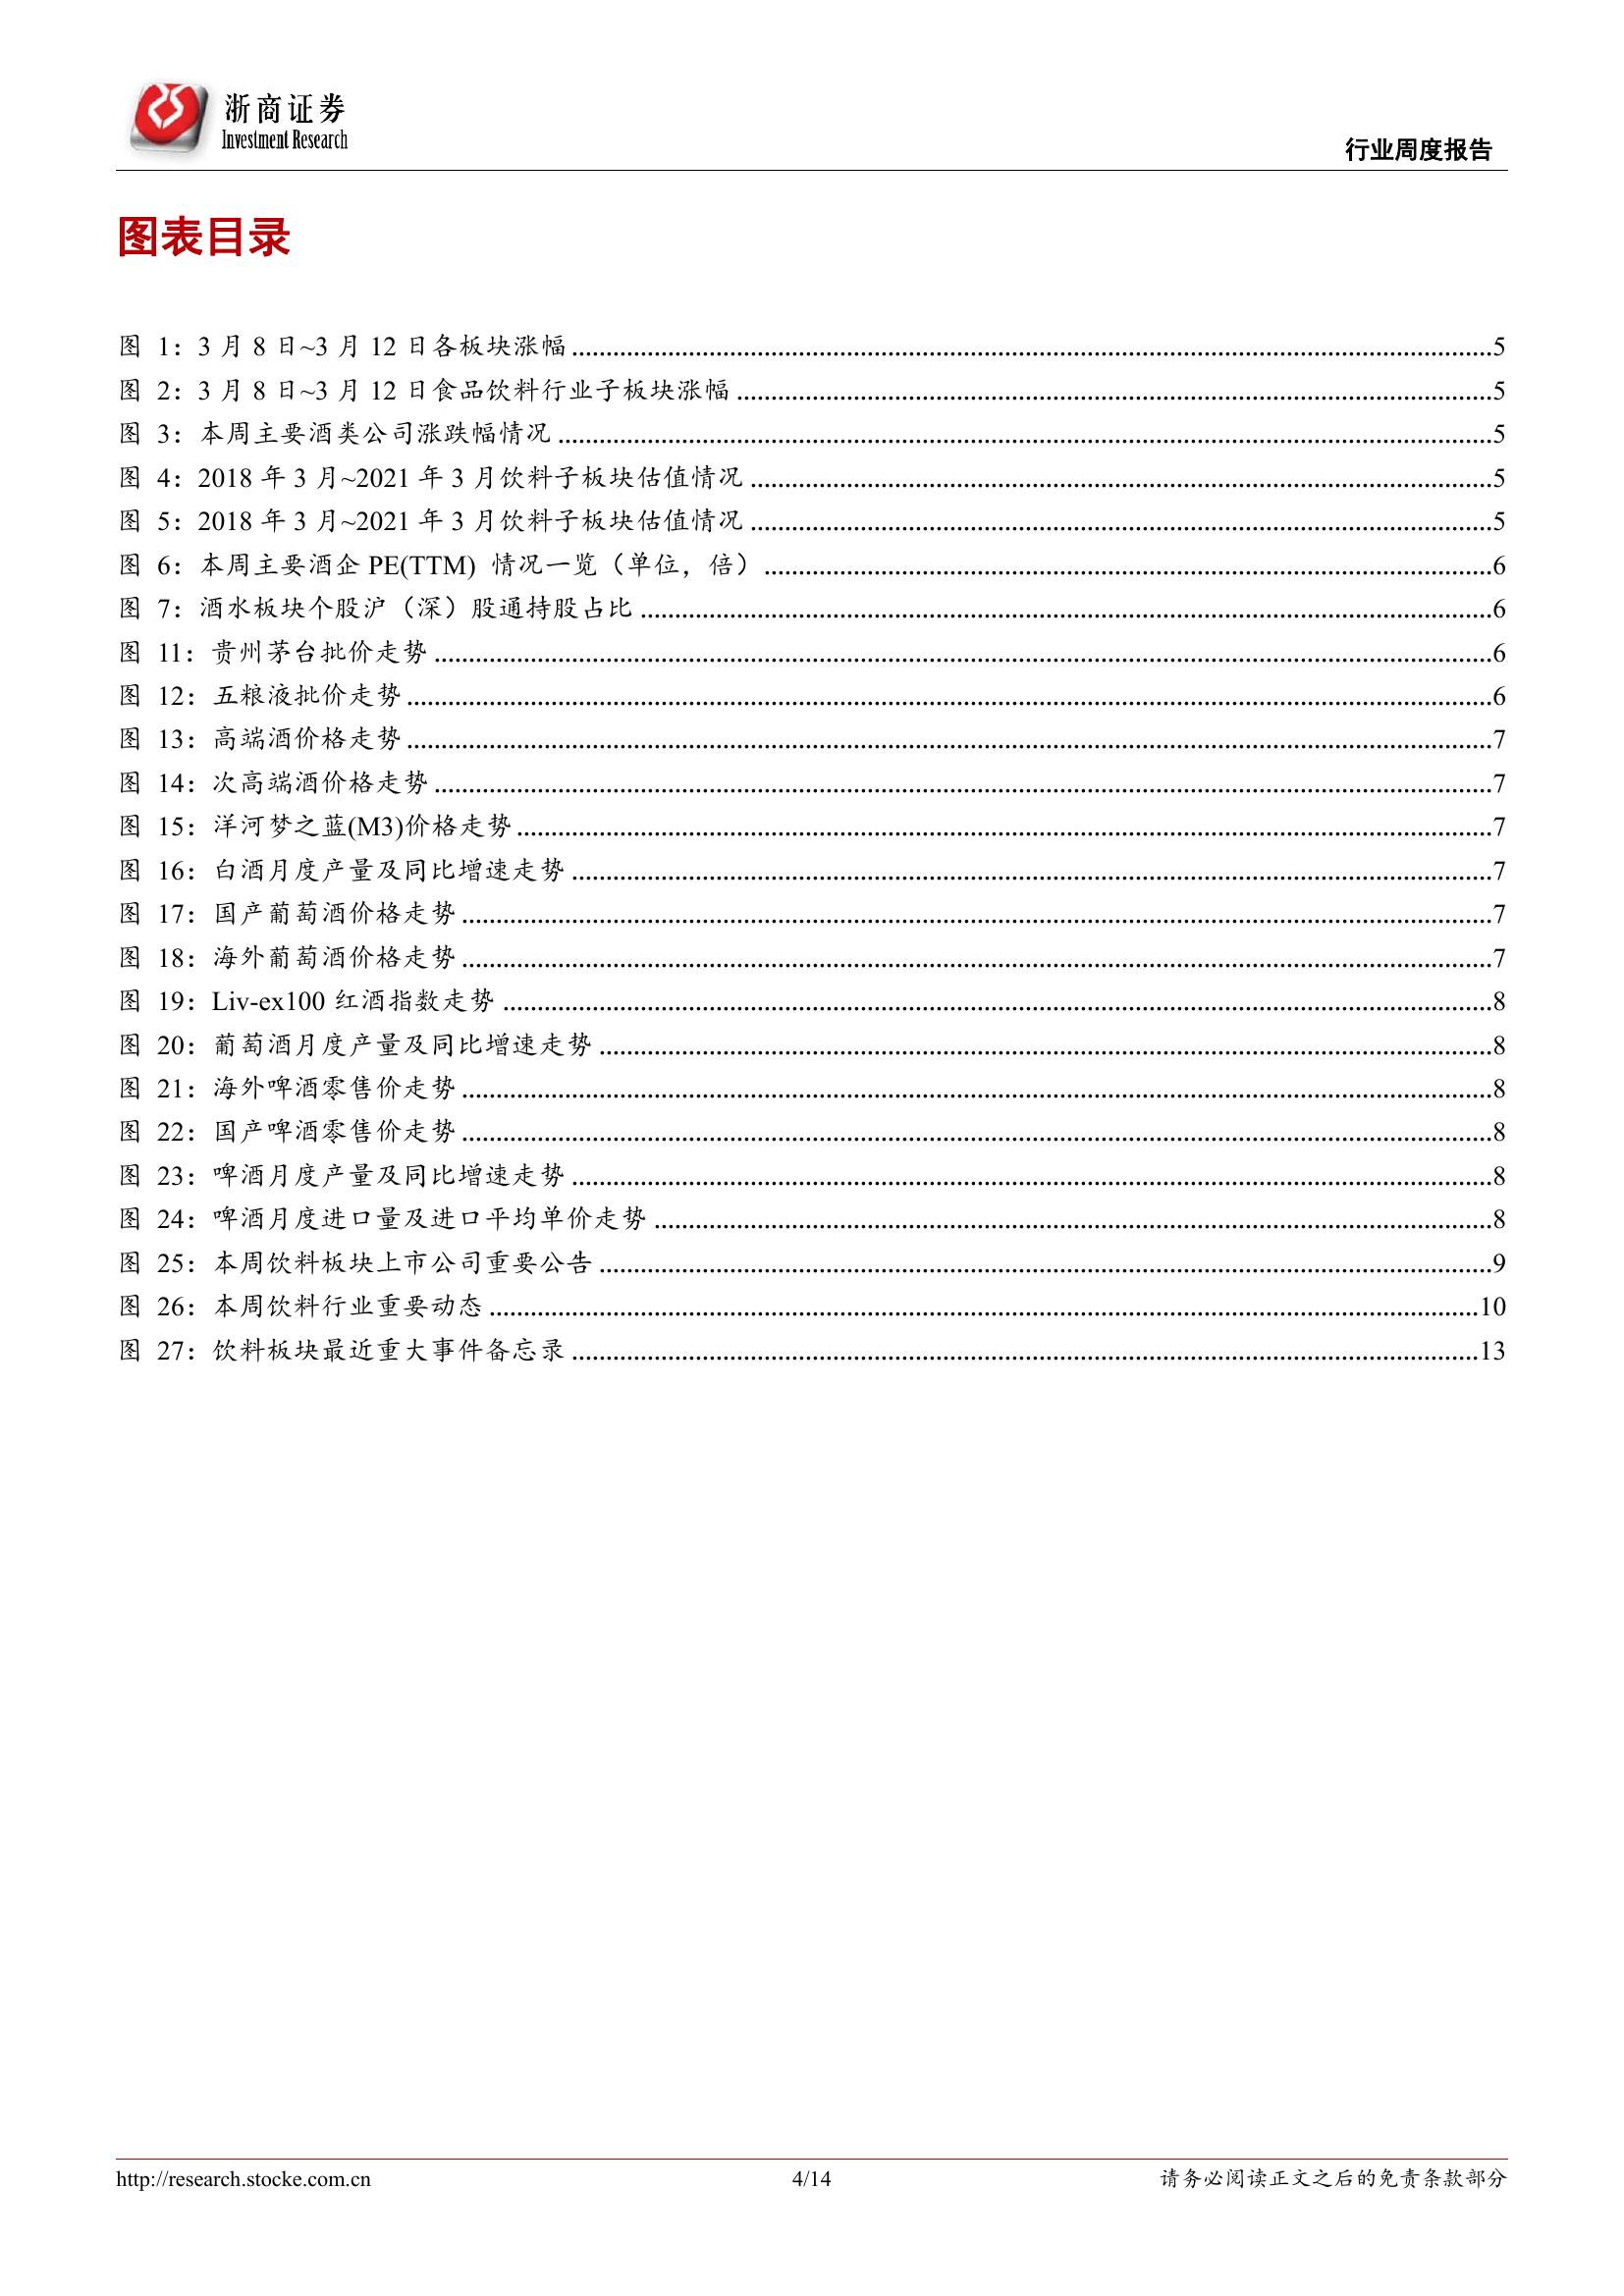 浙商证券
Investment Research
行业周度报告
图表目录
图 1：3 月 8 日~3 月 12 日各板块涨幅 5
图 2：3 月 8 日~3 月 12 日食品饮料行业子板块涨幅 5
图 3：本周主要酒类公司涨跌幅情况 5
图 4：2018 年 3 月~2021 年 3 月饮料子板块估值情况 5
图 5：2018 年 3 月~2021 年 3 月饮料子板块估值情况 5
图 6：本周主要酒企 PE(TTM) 情况一览（单位，倍） 6
图 7：酒水板块个股沪（深）股通持股占比 6
图 11：贵州茅台批价走势 6
图 12：五粮液批价走势 6
图 13：高端酒价格走势 7
图 14：次高端酒价格走势 7
图 15：洋河梦之蓝(M3)价格走势 7
图 16：白酒月度产量及同比增速走势 7
图 17：国产葡萄酒价格走势 7
图 18：海外葡萄酒价格走势 7
图 19：Liv-ex100 红酒指数走势 8
图 20：葡萄酒月度产量及同比增速走势 8
图 21：海外啤酒零售价走势 8
图 22：国产啤酒零售价走势 8
图 23：啤酒月度产量及同比增速走势 8
图 24：啤酒月度进口量及进口平均单价走势 8
图 25：本周饮料板块上市公司重要公告 9
图 26：本周饮料行业重要动态 10
图 27：饮料板块最近重大事件备忘录 13
http://research.stocke.com.cn
4/14
请务必阅读正文之后的免责条款部分